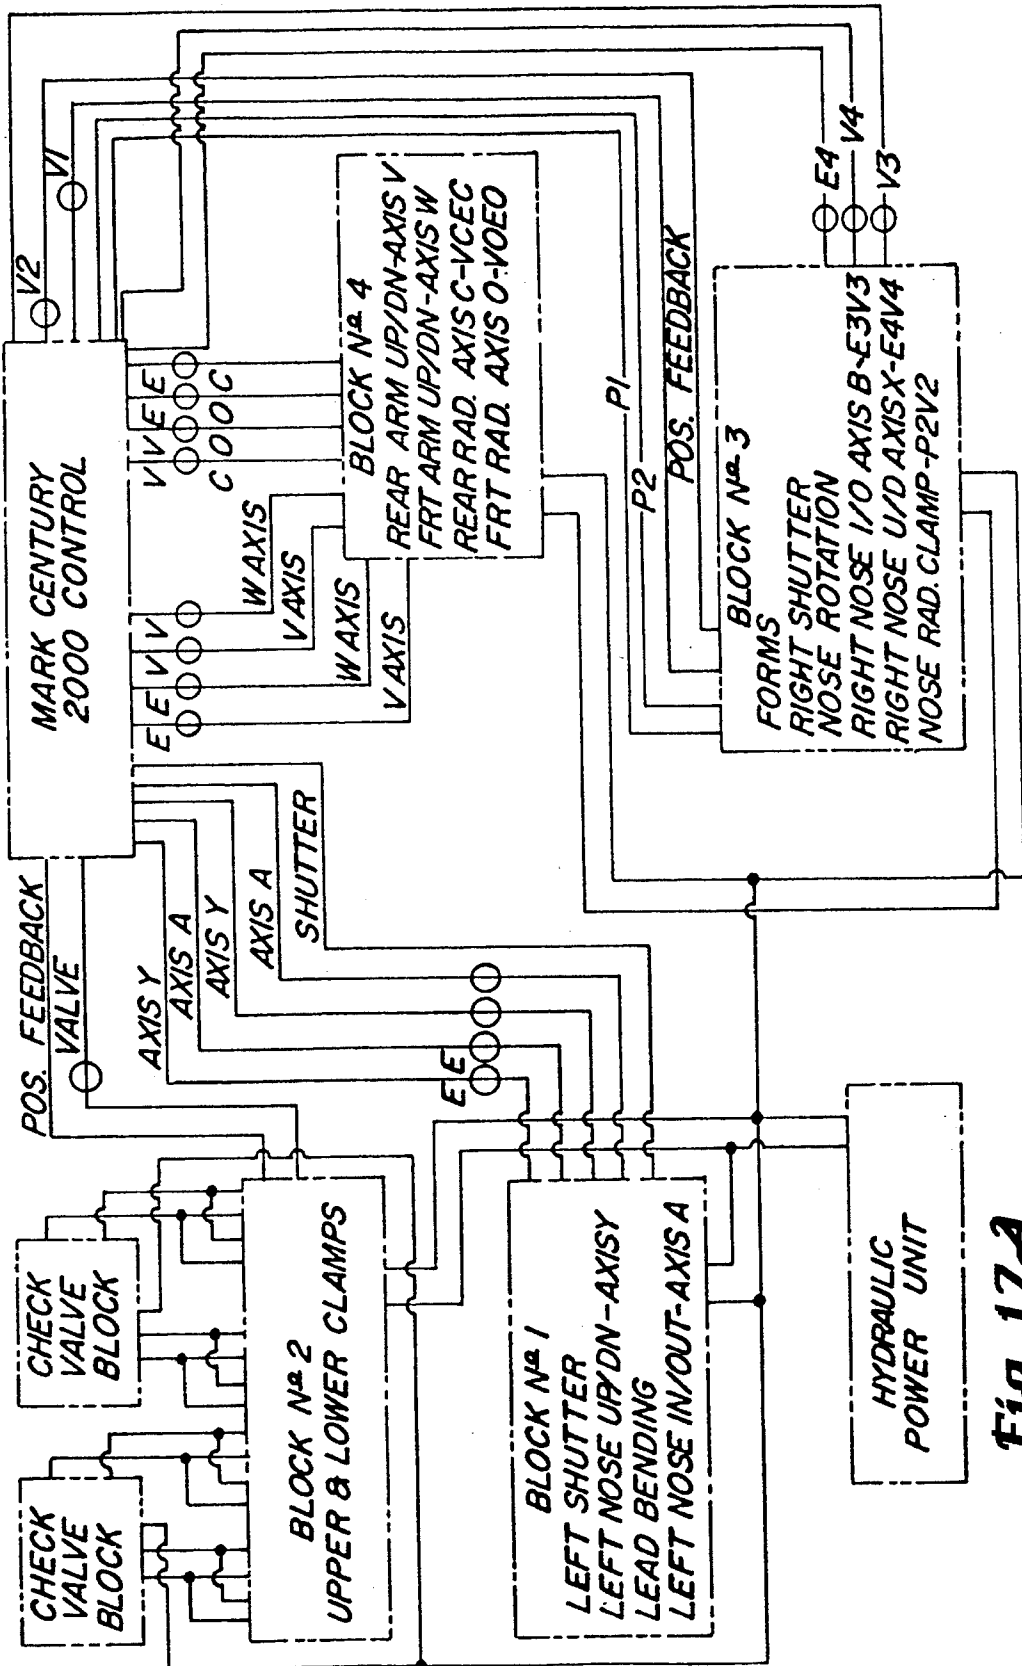 CHECK
VALVE
BLOCK
CHECK
VALVE
BLOCK
POS. FEEDBACK
VALVE
MARK CENTURY
2000 CONTROL
V2
V1
BLOCK Nº 2
UPPER & LOWER CLAMPS
AXIS Y
AXIS A
AXIS Y
AXIS A
SHUTTER
E
E
E
E
V
V
W AXIS
V AXIS
W AXIS
V AXIS
V
V
E
E
C
O
O
C
BLOCK Nº 4
REAR ARM UP/DN-AXIS V
FRT ARM UP/DN-AXIS W
REAR RAD. AXIS C-VCEC
FRT RAD. AXIS O-VOEO
BLOCK Nº 1
LEFT SHUTTER
LEFT NOSE UP/DN-AXISY
LEAD BENDING
LEFT NOSE IN/OUT-AXIS A
P1
P2
POS. FEEDBACK
BLOCK Nº 3
FORMS
RIGHT SHUTTER
NOSE ROTATION
RIGHT NOSE I/O AXIS B-E3V3
RIGHT NOSE U/D AXISX-E4V4
NOSE RAD. CLAMP-P2V2
E4
V4
V3
HYDRAULIC
POWER UNIT
Fig. 17A